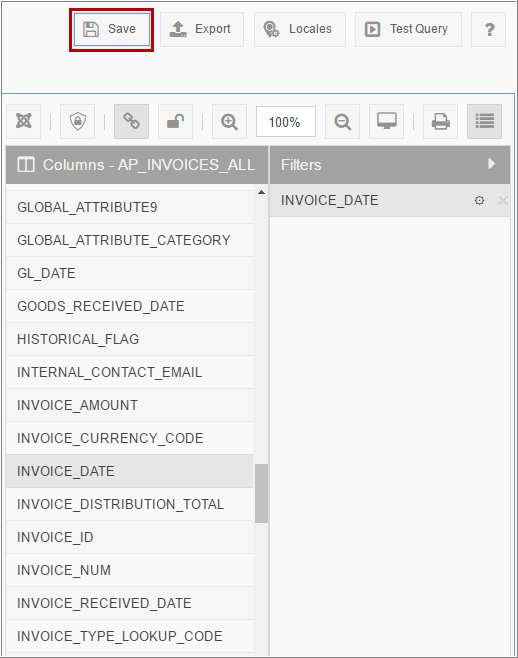 Save Export Locales Test Query ?
100%
Columns - AP_INVOICES_ALL Filters
GLOBAL_ATTRIBUTE9 INVOICE_DATE
GLOBAL_ATTRIBUTE_CATEGORY
GL_DATE
GOODS_RECEIVED_DATE
HISTORICAL_FLAG
INTERNAL_CONTACT_EMAIL
INVOICE_AMOUNT
INVOICE_CURRENCY_CODE
INVOICE_DATE
INVOICE_DISTRIBUTION_TOTAL
INVOICE_ID
INVOICE_NUM
INVOICE_RECEIVED_DATE
INVOICE_TYPE_LOOKUP_CODE